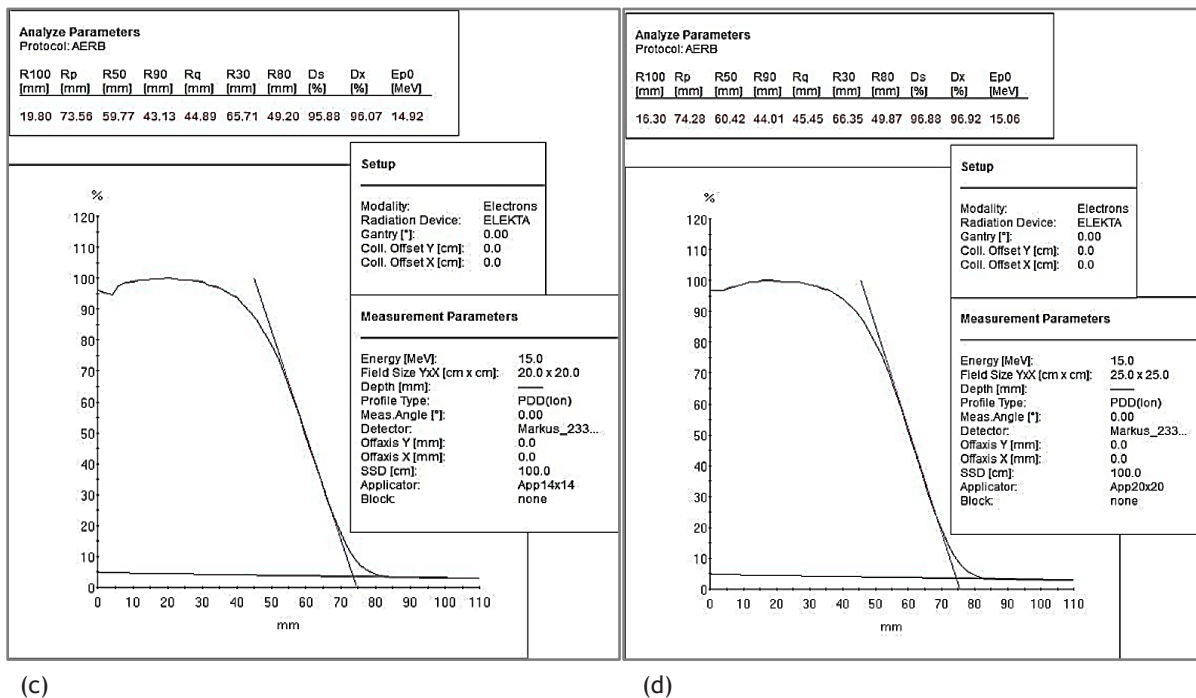 Analyze Parameters
Protocol: AERB
R100 Rp R50 R90 Rq R30 R80 Ds Dx Ep0
[mm] [mm] [mm] [mm] [mm] [mm] [mm] [%] [%] [MeV]
19.80 73.56 59.77 43.13 44.89 65.71 49.20 95.88 96.07 14.92
Setup
Modality: Electrons
Radiation Device: ELEKTA
Gantry [°]: 0.00
Coll. Offset Y [cm]: 0.0
Coll. Offset X [cm]: 0.0
Measurement Parameters
Energy [MeV]: 15.0
Field Size YxX [cm x cm]: 20.0 x 20.0
Depth [mm]:
Profile Type: PDD(Ion)
Meas.Angle [°]: 0.00
Detector: Markus_233...
Offaxis Y [mm]: 0.0
Offaxis X [mm]: 0.0
SSD [cm]: 100.0
Applicator: App14x14
Block: none
%
120
110
100
90
80
70
60
50
40
30
20
10
0
0 10 20 30 40 50 60 70 80 90 100 110
mm
(c)
Analyze Parameters
Protocol: AERB
R100 Rp R50 R90 Rq R30 R80 Ds Dx Ep0
[mm] [mm] [mm] [mm] [mm] [mm] [mm] [%] [%] [MeV]
16.30 74.28 60.42 44.01 45.45 66.35 49.87 96.88 96.92 15.06
Setup
Modality: Electrons
Radiation Device: ELEKTA
Gantry [°]: 0.00
Coll. Offset Y [cm]: 0.0
Coll. Offset X [cm]: 0.0
Measurement Parameters
Energy [MeV]: 15.0
Field Size YxX [cm x cm]: 25.0 x 25.0
Depth [mm]:
Profile Type: PDD(Ion)
Meas.Angle [°]: 0.00
Detector: Markus_233...
Offaxis Y [mm]: 0.0
Offaxis X [mm]: 0.0
SSD [cm]: 100.0
Applicator: App20x20
Block: none
%
120
110
100
90
80
70
60
50
40
30
20
10
0
0 10 20 30 40 50 60 70 80 90 100 110
mm
(d)